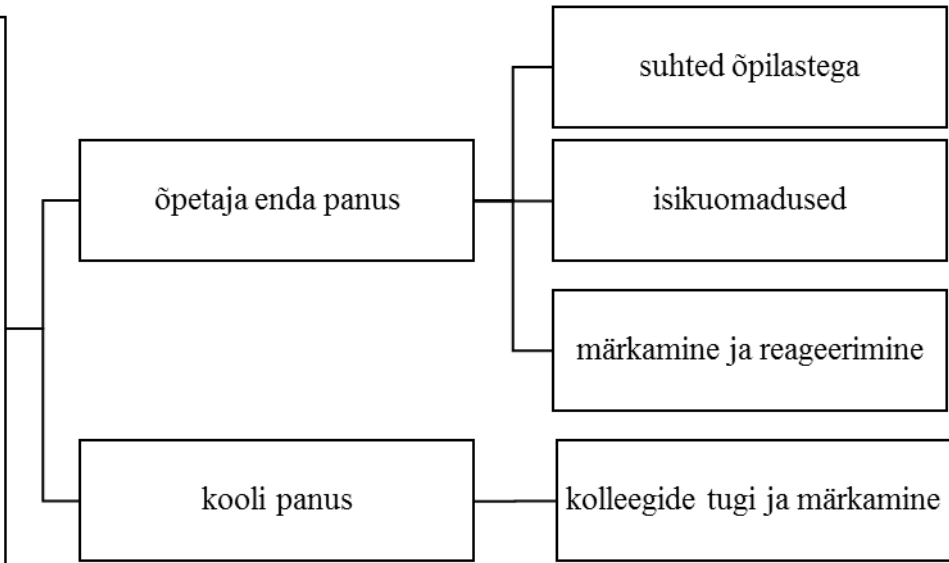 suhted õpilastega
õpetaja enda panus
isikuomadused
märkamine ja reageerimine
kooli panus
kolleegide tugi ja märkamine